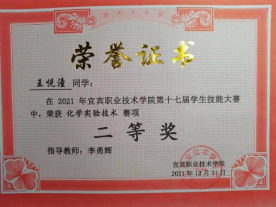 荣誉证书
王悦潼 同学：
在 2021 年宜宾职业技术学院第十七届学生技能大赛
中，荣获 化学实验技术 赛项
二等奖
指导教师：李勇辉
宜宾职业技术学院
2021年12月31日